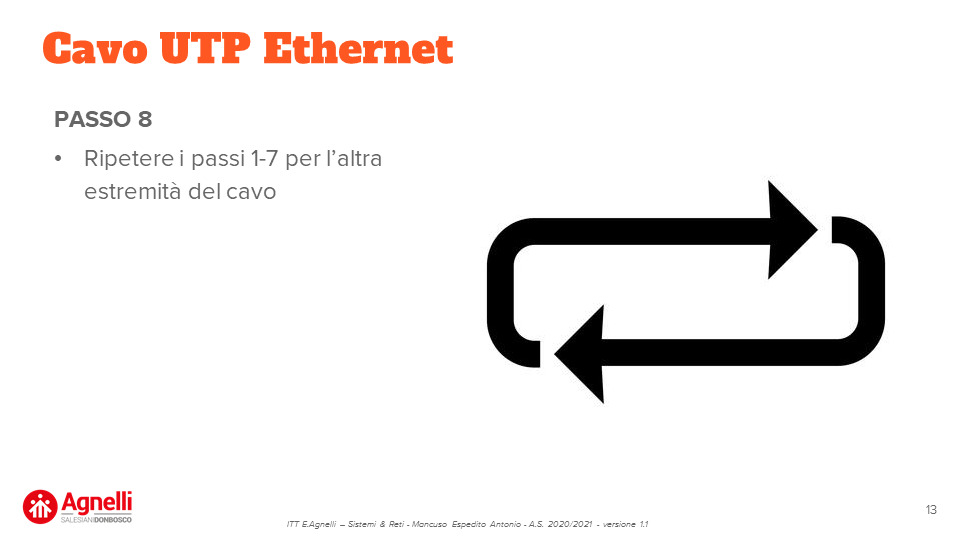 Cavo UTP Ethernet
PASSO 8
• Ripetere i passi 1-7 per l’altra
estremità del cavo
Agnelli
SALESIANIDONBOSCO
13
ITT E.Agnelli – Sistemi & Reti - Mancuso Espedito Antonio - A.S. 2020/2021 - versione 1.1